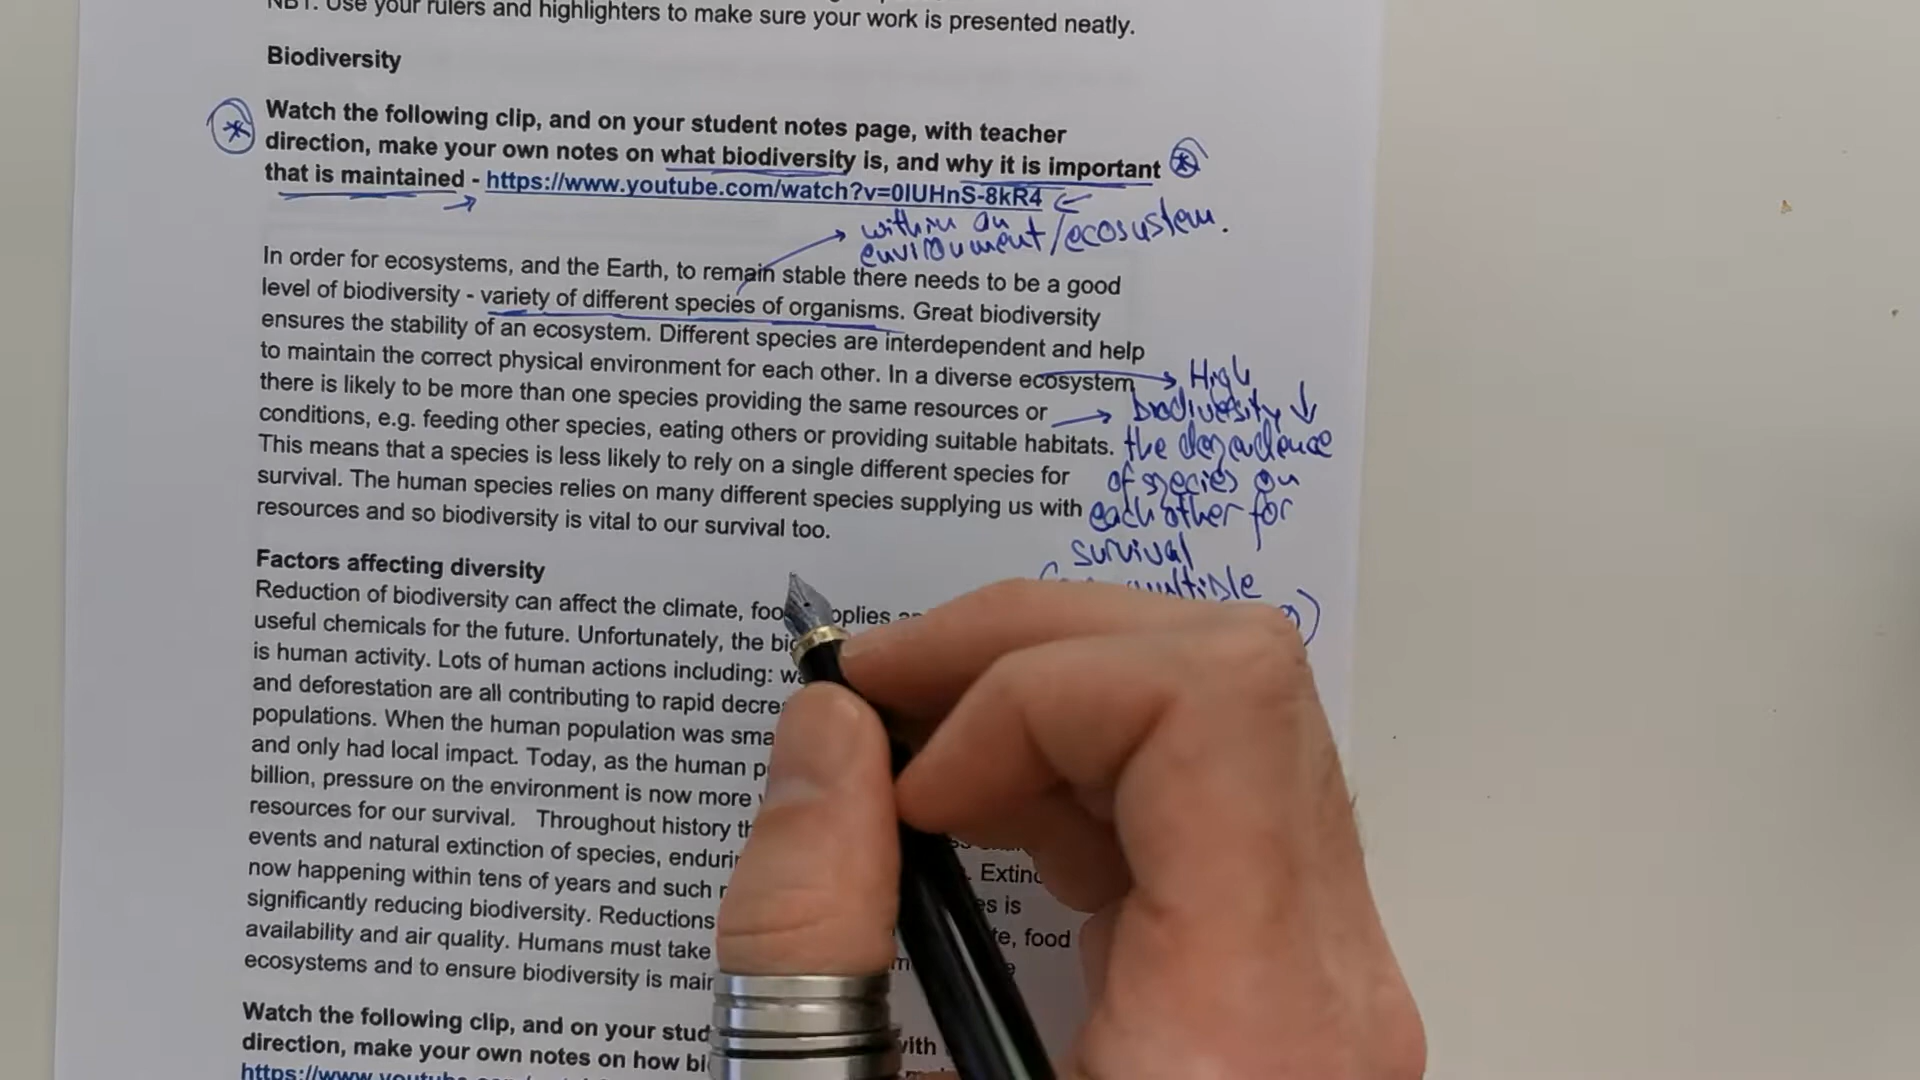 NB1. Use your rulers and highlighters to make sure your work is presented neatly.
Biodiversity
Watch the following clip, and on your student notes page, with teacher
direction, make your own notes on what biodiversity is, and why it is important
that is maintained - https://www.youtube.com/watch?v=0IUHnS-8kR4
within an
environment/ecosystem.
In order for ecosystems, and the Earth, to remain stable there needs to be a good
level of biodiversity - variety of different species of organisms. Great biodiversity
ensures the stability of an ecosystem. Different species are interdependent and help
to maintain the correct physical environment for each other. In a diverse ecosystem
there is likely to be more than one species providing the same resources or
conditions, e.g. feeding other species, eating others or providing suitable habitats.
This means that a species is less likely to rely on a single different species for
survival. The human species relies on many different species supplying us with
resources and so biodiversity is vital to our survival too.
High
biodiversity ↓
the dependence
of species on
each other for
survival
multiple
Factors affecting diversity
Reduction of biodiversity can affect the climate, foo pplies
useful chemicals for the future. Unfortunately, the
is human activity. Lots of human actions including:
and deforestation are all contributing to rapid decre
populations. When the human population was sma
and only had local impact. Today, as the human p
billion, pressure on the environment is now more
resources for our survival. Throughout history th
events and natural extinction of species, enduri
now happening within tens of years and such Extinc
significantly reducing biodiversity. Reductions es is
availability and air quality. Humans must take te, food
ecosystems and to ensure biodiversity is main
Watch the following clip, and on your stud
direction, make your own notes on how bi with
https://www.youtube.com/